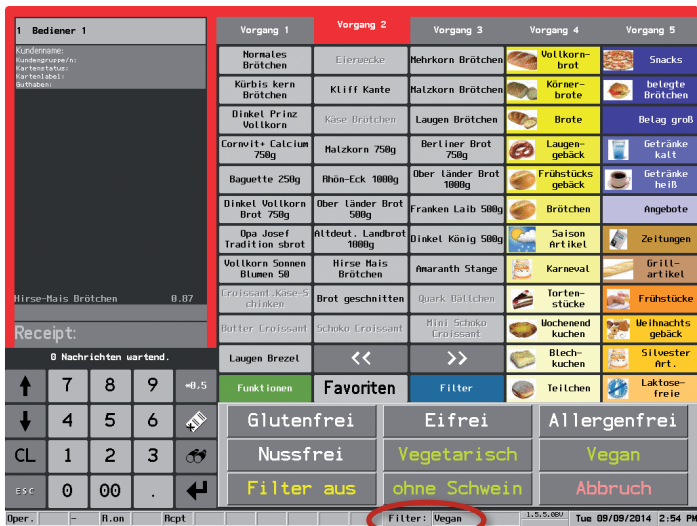 1 Bediener 1
Vorgang 1
Vorgang 2
Vorgang 3
Vorgang 4
Vorgang 5
Kundenname:
Kundengruppe/n:
Kartenstatus:
Kartenlabel:
Guthaben:
Normales
Brötchen
Eierwecke
Mehrkorn Brötchen
Vollkorn-
brot
Snacks
Kürbis kern
Brötchen
Kliff Kante
Malzkorn Brötchen
Körner-
brote
belegte
Brötchen
Dinkel Prinz
Vollkorn
Käse Brötchen
Laugen Brötchen
Brote
Belag groß
Cornvit+ Calcium
750g
Malzkorn 750g
Berliner Brot
750g
Laugen-
gebäck
Getränke
kalt
Baguette 250g
Rhön-Eck 1000g
Ober länder Brot
1000g
Frühstücks
gebäck
Getränke
heiß
Dinkel Vollkorn
Brot 750g
Ober länder Brot
500g
Franken Laib 500g
Brötchen
Angebote
Opa Josef
Tradition sbrot
Altdeut. Landbrot
1000g
Dinkel König 500g
Saison
Artikel
Zeitungen
Vollkorn Sonnen
Blumen 50
Hirse Mais
Brötchen
Amaranth Stange
Karneval
Grill-
artikel
Hirse-Mais Brötchen 0.87
Croissant.Käse-S
chinken
Brot geschnitten
Quark Bällchen
Torten-
stücke
Frühstücke
Receipt:
Butter Croissant
Schoko Croissant
Mini Schoko
Croissant
Wochenend
kuchen
Weihnachts
gebäck
0 Nachrichten wartend.
Laugen Brezel
<<
>>
Blech-
kuchen
Silvester
Art.
7 8 9 *0,5
Funktionen
Favoriten
Filter
Teilchen
Laktose-
freie
4 5 6
Glutenfrei
Eifrei
Allergenfrei
CL 1 2 3
Nussfrei
Vegetarisch
Vegan
ESC 0 00 .
Filter aus
ohne Schwein
Abbruch
Oper. - R.on Rcpt Filter: Vegan 1.5.5.0BU Tue 09/09/2014 2:54 PM